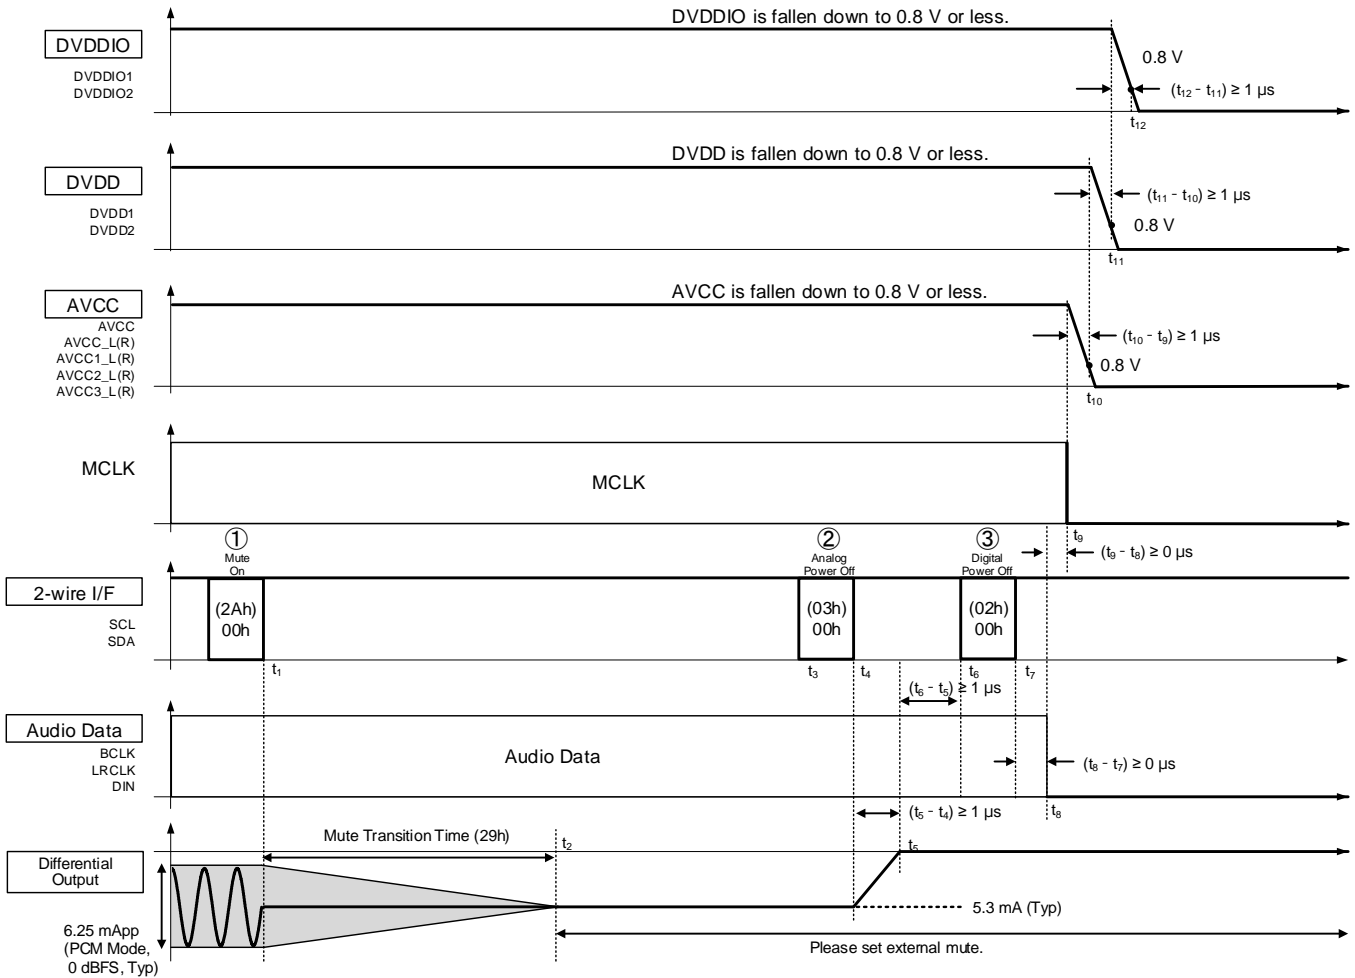 DVDDIO is fallen down to 0.8 V or less.
DVDDIO
DVDDIO1
DVDDIO2
0.8 V
(t12 - t11) ≥ 1 µs
t12
DVDD is fallen down to 0.8 V or less.
DVDD
DVDD1
DVDD2
(t11 - t10) ≥ 1 µs
0.8 V
t11
AVCC is fallen down to 0.8 V or less.
AVCC
AVCC
AVCC_L(R)
AVCC1_L(R)
AVCC2_L(R)
AVCC3_L(R)
(t10 - t9) ≥ 1 µs
0.8 V
t10
MCLK
MCLK
t9
(t9 - t8) ≥ 0 µs
①
Mute
On
②
Analog
Power Off
③
Digital
Power Off
2-wire I/F
SCL
SDA
(2Ah)
00h
(03h)
00h
(02h)
00h
t1
t3
t4
t6
t7
(t6 - t5) ≥ 1 µs
Audio Data
BCLK
LRCLK
DIN
Audio Data
(t8 - t7) ≥ 0 µs
(t5 - t4) ≥ 1 µs
t8
Mute Transition Time (29h)
t2
t5
Differential
Output
6.25 mApp
(PCM Mode,
0 dBFS, Typ)
5.3 mA (Typ)
Please set external mute.